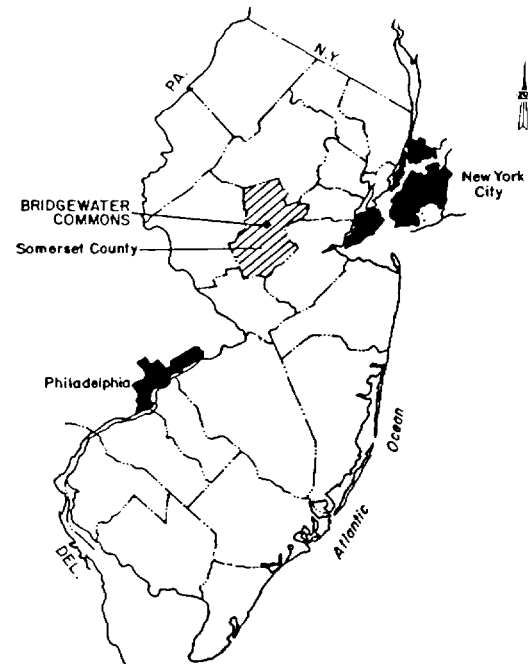 N.Y.
PA.
New York
City
BRIDGEWATER
COMMONS
Somerset County
Philadelphia
Ocean
Atlantic
DEL.